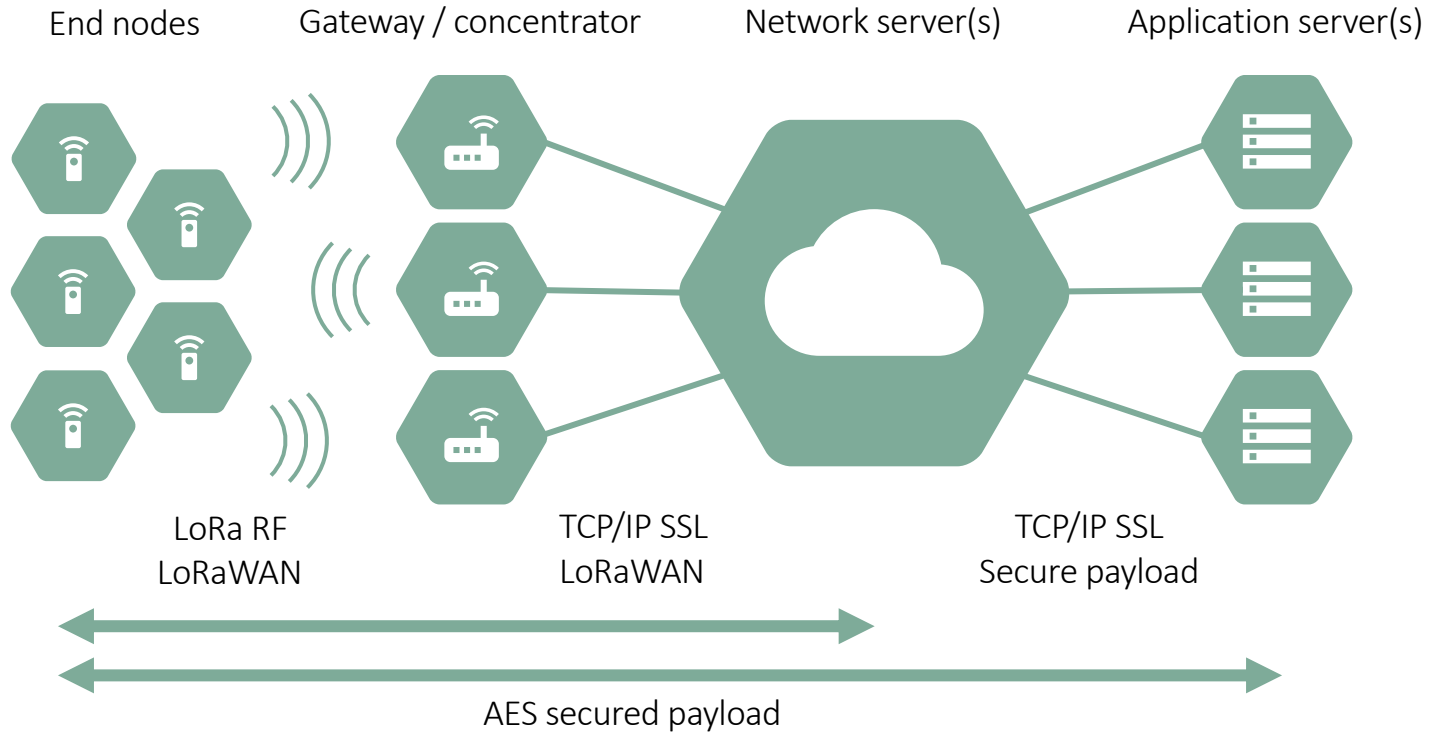 End nodes
Gateway / concentrator
Network server(s)
Application server(s)
LoRa RF
LoRaWAN
TCP/IP SSL
LoRaWAN
TCP/IP SSL
Secure payload
AES secured payload